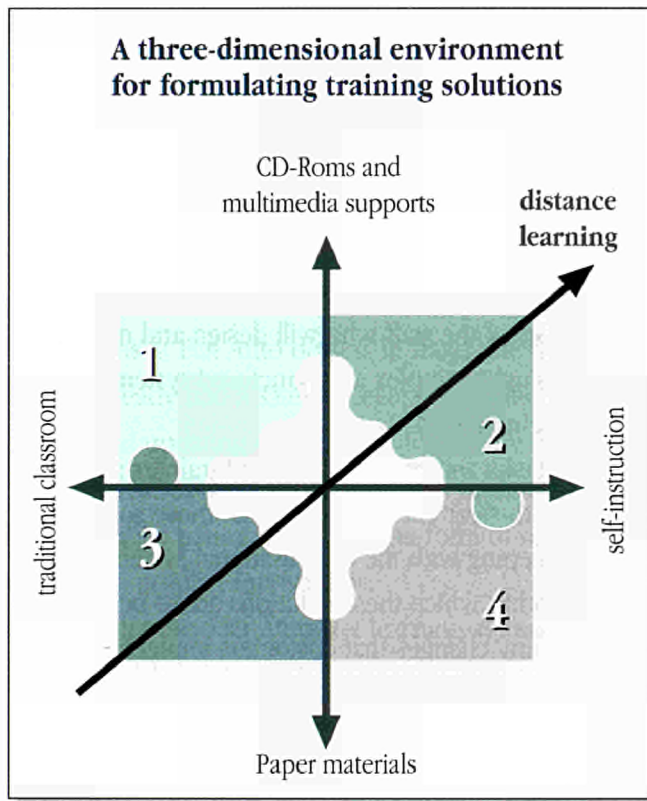 A three-dimensional environment
for formulating training solutions
CD-Roms and
multimedia supports
distance
learning
1
2
traditional classroom
self-instruction
3
4
Paper materials